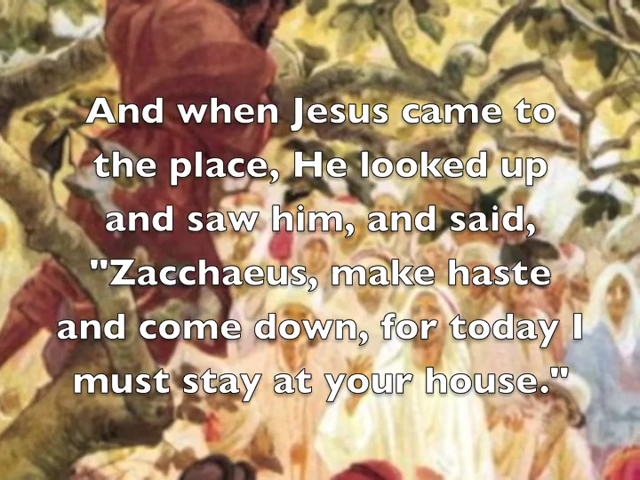 And when Jesus came to
the place, He looked up
and saw him, and said,
"Zacchaeus, make haste
and come down, for today I
must stay at your house."